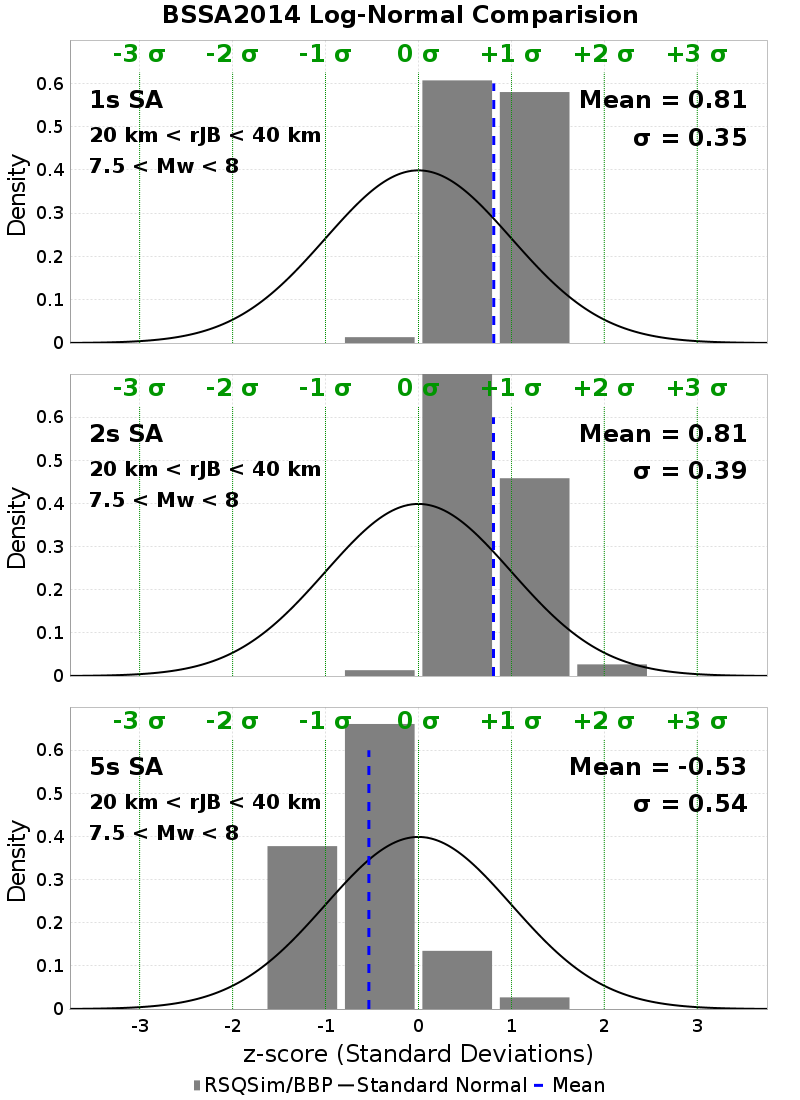 BSSA2014 Log-Normal Comparision
-3 σ -2 σ -1 σ 0 σ +1 σ +2 σ +3 σ
0.6
1s SA Mean = 0.81
0.5
20 km < rJB < 40 km σ = 0.35
7.5 < Mw < 8
0.4
0.3
0.2
0.1
0
Density
-3 σ -2 σ -1 σ 0 σ +1 σ +2 σ +3 σ
0.6
2s SA Mean = 0.81
0.5
20 km < rJB < 40 km σ = 0.39
7.5 < Mw < 8
0.4
0.3
0.2
0.1
0
Density
-3 σ -2 σ -1 σ 0 σ +1 σ +2 σ +3 σ
0.6
5s SA Mean = -0.53
0.5
20 km < rJB < 40 km σ = 0.54
7.5 < Mw < 8
0.4
0.3
0.2
0.1
0
Density
-3 -2 -1 0 1 2 3
z-score (Standard Deviations)
RSQSim/BBP Standard Normal Mean